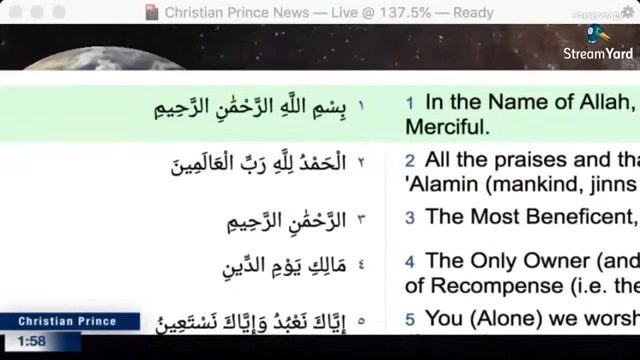 Christian Prince News — Live @ 137.5% — Ready
Powered by
StreamYard
١ بِسْمِ اللَّهِ الرَّحْمَٰنِ الرَّحِيمِ
1 In the Name of Allah,
Merciful.
٢ الْحَمْدُ لِلَّهِ رَبِّ الْعَالَمِينَ
2 All the praises and tha
'Alamin (mankind, jinns
٣ الرَّحْمَٰنِ الرَّحِيمِ
3 The Most Beneficent,
٤ مَالِكِ يَوْمِ الدِّينِ
4 The Only Owner (and
of Recompense (i.e. the
٥ إِيَّاكَ نَعْبُدُ وَإِيَّاكَ نَسْتَعِينُ
5 You (Alone) we worsh
Christian Prince
1:58